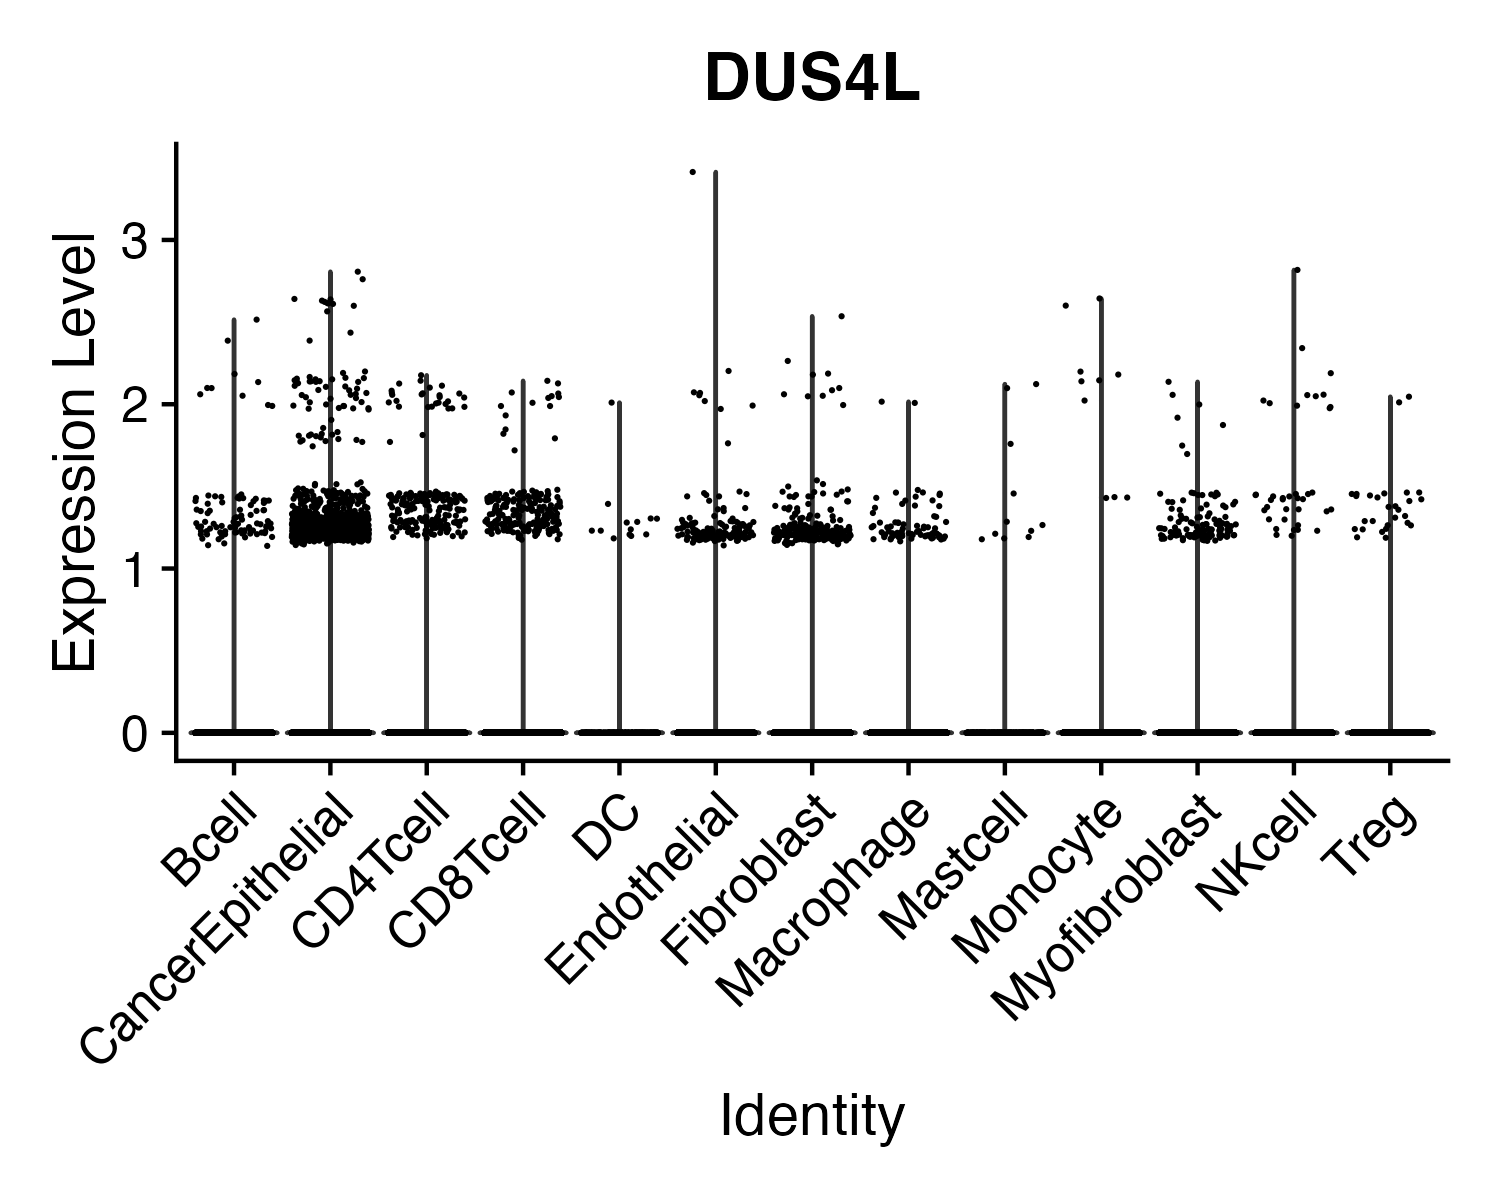 DUS4L
Expression Level
3
2
1
0
Bcell
CancerEpithelial
CD4Tcell
CD8Tcell
DC
Endothelial
Fibroblast
Macrophage
Mastcell
Monocyte
Myofibroblast
NKcell
Treg
Identity